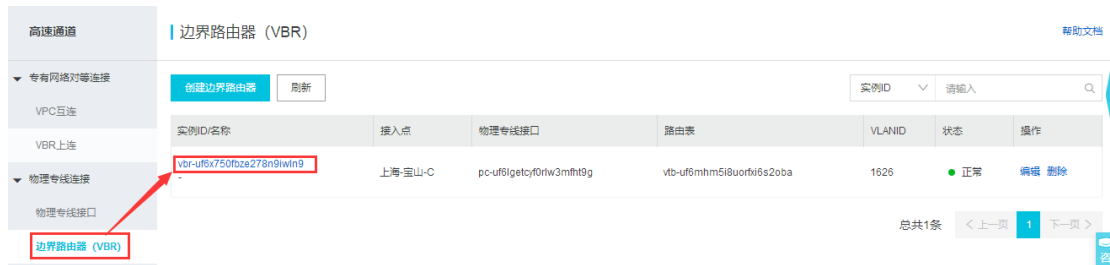 高速通道
边界路由器（VBR）
帮助文档
专有网络对等连接
VPC互连
VBR上连
物理专线连接
物理专线接口
边界路由器（VBR）
创建边界路由器 刷新
实例ID 请输入
实例ID/名称 接入点 物理专线接口 路由表 VLANID 状态 操作
vbr-uf6x750fbze278n9iwln9
- 上海-宝山-C pc-uf6lgetcyf0rlw3mfht9g vtb-uf6mhm5i8uorfxi6s2oba 1626 正常 编辑 删除
总共1条 < 上一页 1 下一页 >
咨